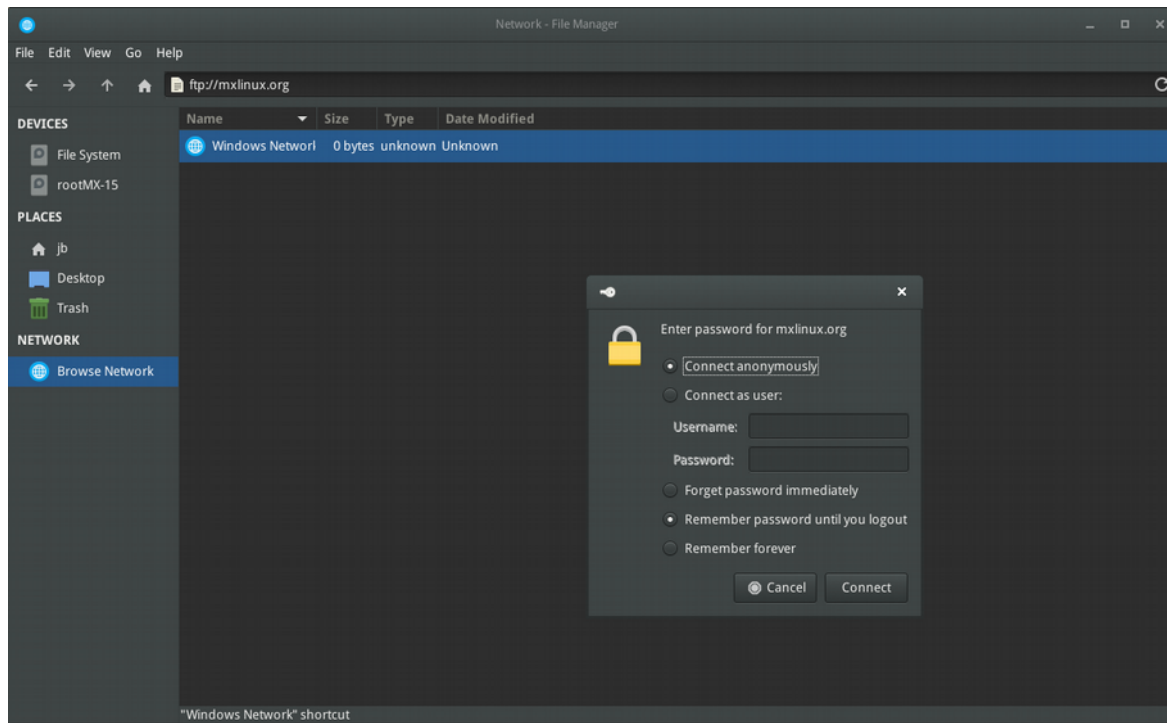 Network - File Manager
File Edit View Go Help
ftp://mxlinux.org
DEVICES
File System
rootMX-15
PLACES
jb
Desktop
Trash
NETWORK
Browse Network
Name Size Type Date Modified
Windows Networl 0 bytes unknown Unknown
Enter password for mxlinux.org
Connect anonymously
Connect as user:
Username:
Password:
Forget password immediately
Remember password until you logout
Remember forever
Cancel Connect
"Windows Network" shortcut